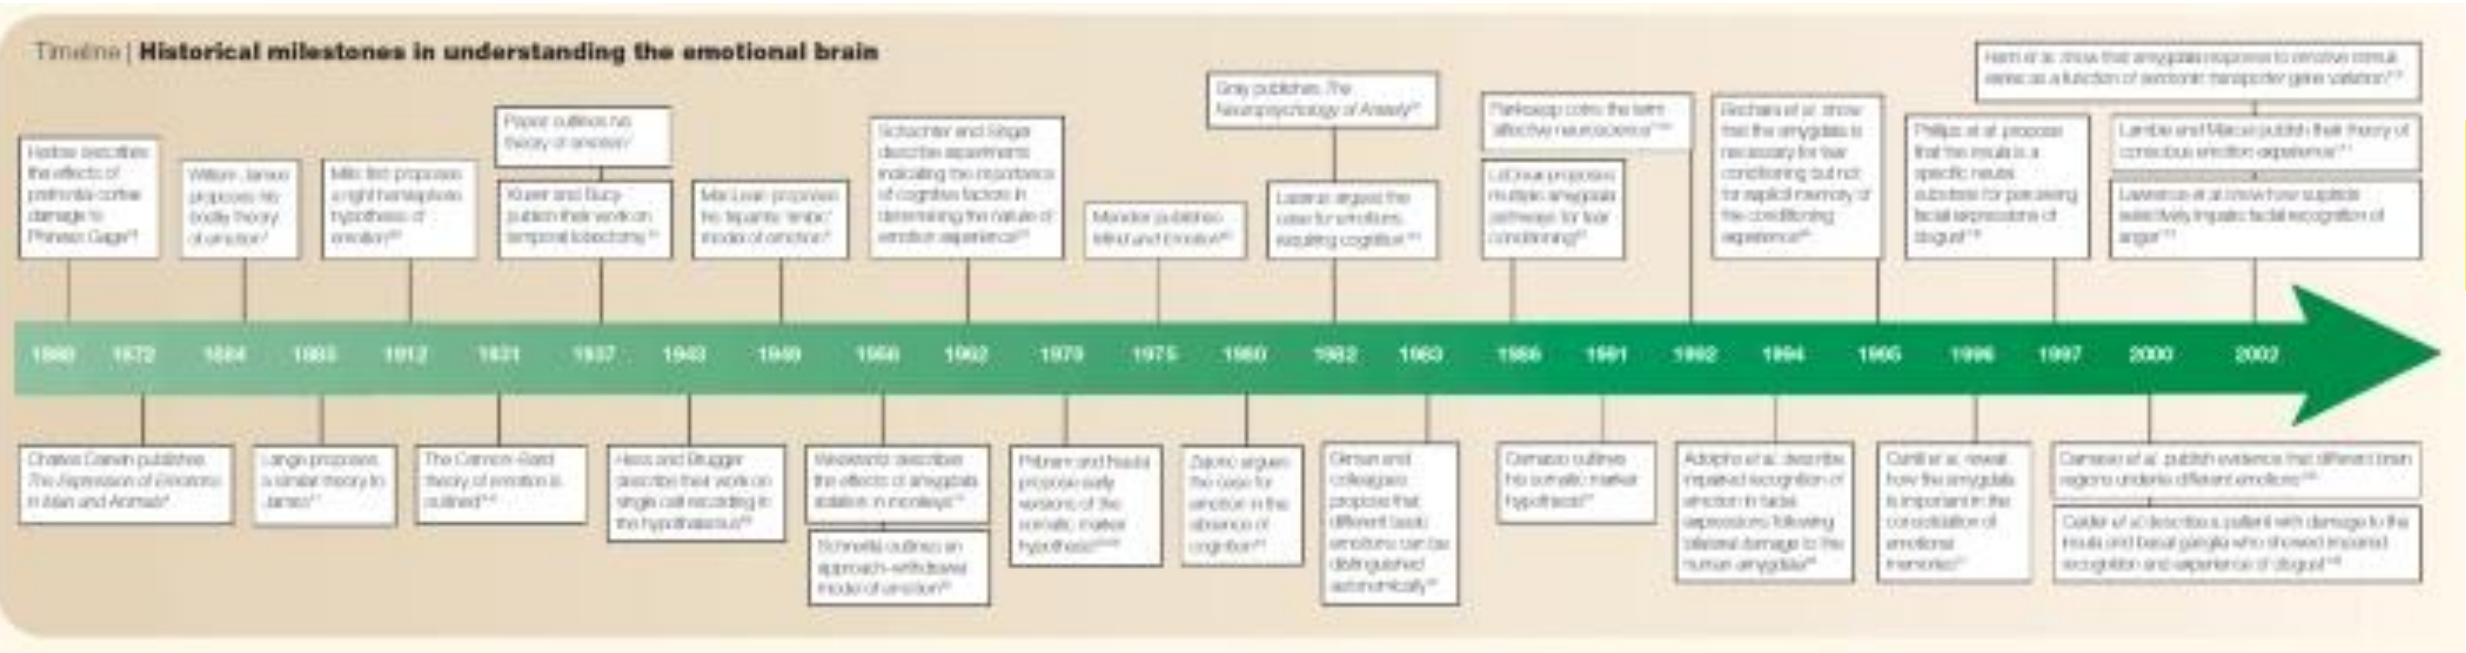 Timeline | Historical milestones in understanding the emotional brain
Harlow describes
the effects of
prefrontal-cortex
damage to
Phineas Gage
William James
proposes his
bodily theory
of emotion
Mills first proposes
a right hemisphere
hypothesis of
emotion
Papez outlines his
theory of emotion
Kluver and Bucy
publish their work on
temporal lobectomy
MacLean proposes
his tripartite 'limbic'
model of emotion
Schachter and Singer
describe experiments
indicating the importance
of cognitive factors in
determining the nature of
emotion experience
Mandler publishes
Mind and Emotion
Gray publishes The
Neuropsychology of Anxiety
Lazarus argues the
case for emotions
requiring cognition
Panksepp coins the term
'affective neuroscience'
LeDoux proposes
multiple amygdala
pathways for fear
conditioning
Bechara et al. show
that the amygdala is
necessary for fear
conditioning but not
for explicit memory of
the conditioning
experience
Phillips et al. propose
that the insula is a
specific neural
substrate for perceiving
facial expressions of
disgust
Hariri et al. show that amygdala response to emotive stimuli
varies as a function of serotonin transporter gene variation
Lambie and Marcel publish their theory of
conscious emotion experience
Lawrence et al. show how sulpiride
selectively impairs facial recognition of
anger
1872 1884 1885 1912 1931 1937 1943 1949 1956 1962 1970 1975 1980 1982 1983 1986 1991 1992 1994 1995 1996 1997 2000 2002
Charles Darwin publishes
The Expression of Emotions
in Man and Animals
Lange proposes
a similar theory to
James
The Cannon–Bard
theory of emotion is
outlined
Hess and Brugger
describe their work on
single cell recording in
the hypothalamus
Weiskrantz describes
the effects of amygdala
ablation in monkeys
Schneirla outlines an
approach–withdrawal
model of emotion
Pribram and Nauta
propose early
versions of the
somatic marker
hypothesis
Zajonc argues
the case for
emotion in the
absence of
cognition
Ekman and
colleagues
propose that
different basic
emotions can be
distinguished
autonomically
Damasio outlines
his somatic marker
hypothesis
Adolphs et al. describe
impaired recognition of
emotion in facial
expressions following
bilateral damage to the
human amygdala
Cahill et al. reveal
how the amygdala
is important in the
consolidation of
emotional
memories
Damasio et al. publish evidence that different brain
regions underlie different emotions
Calder et al. describe a patient with damage to the
insula and basal ganglia who showed impaired
recognition and experience of disgust